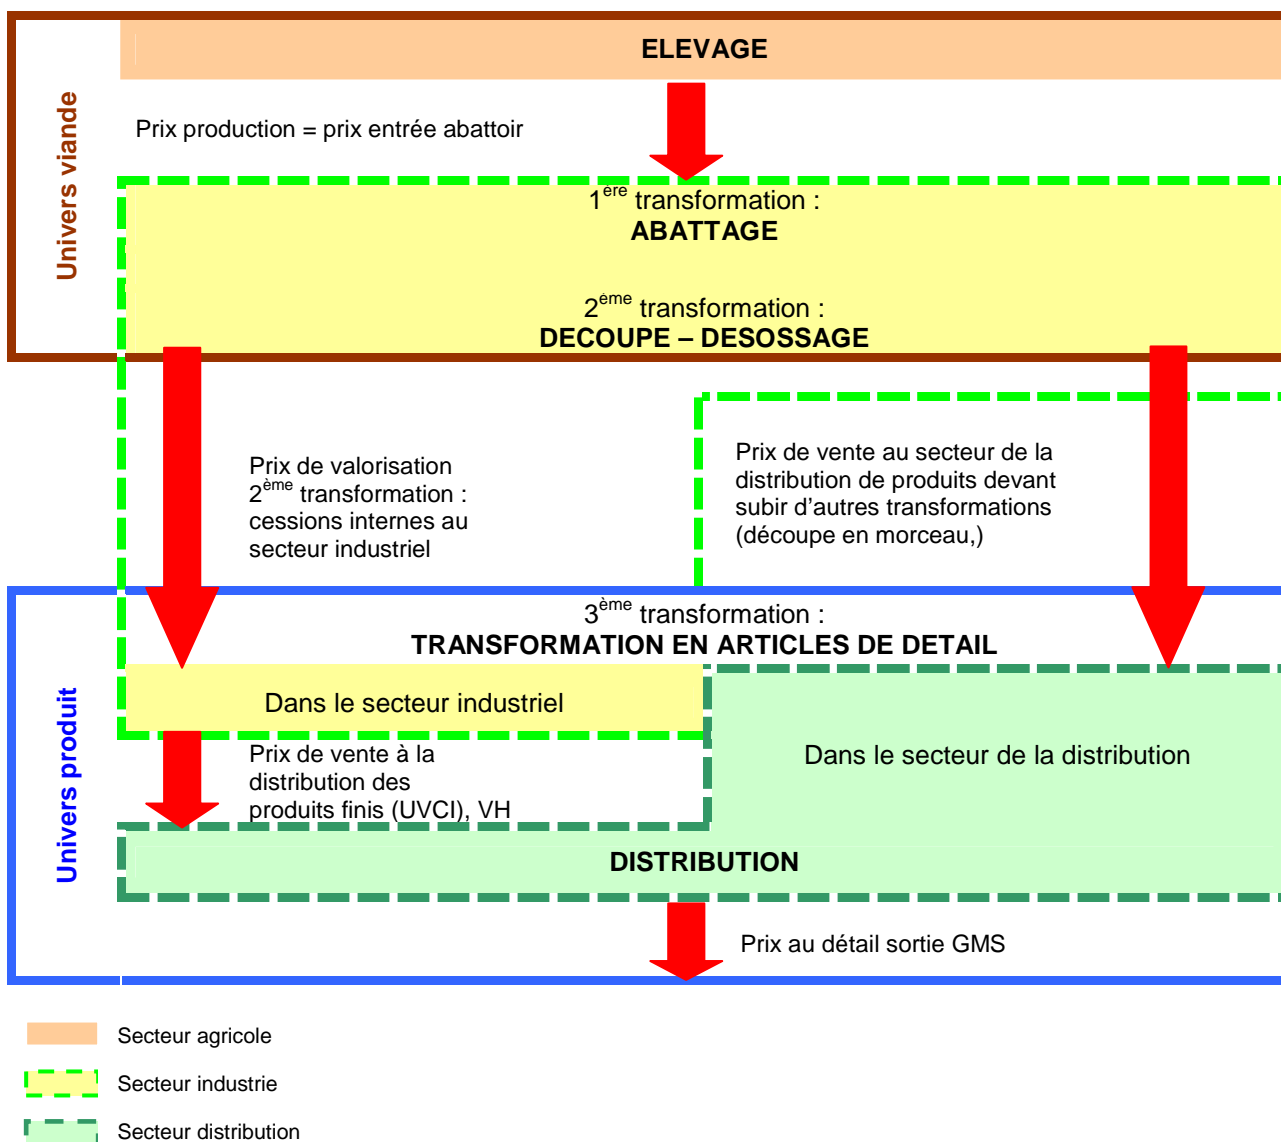 ELEVAGE
Univers viande
Prix production = prix entrée abattoir
1ère transformation :
ABATTAGE
2ème transformation :
DECOUPE – DESOSSAGE
Prix de valorisation
2ème transformation :
cessions internes au
secteur industriel
Prix de vente au secteur de la
distribution de produits devant
subir d'autres transformations
(découpe en morceau,)
Univers produit
3ème transformation :
TRANSFORMATION EN ARTICLES DE DETAIL
Dans le secteur industriel
Dans le secteur de la distribution
Prix de vente à la
distribution des
produits finis (UVCI), VH
DISTRIBUTION
Prix au détail sortie GMS
Secteur agricole
Secteur industrie
Secteur distribution